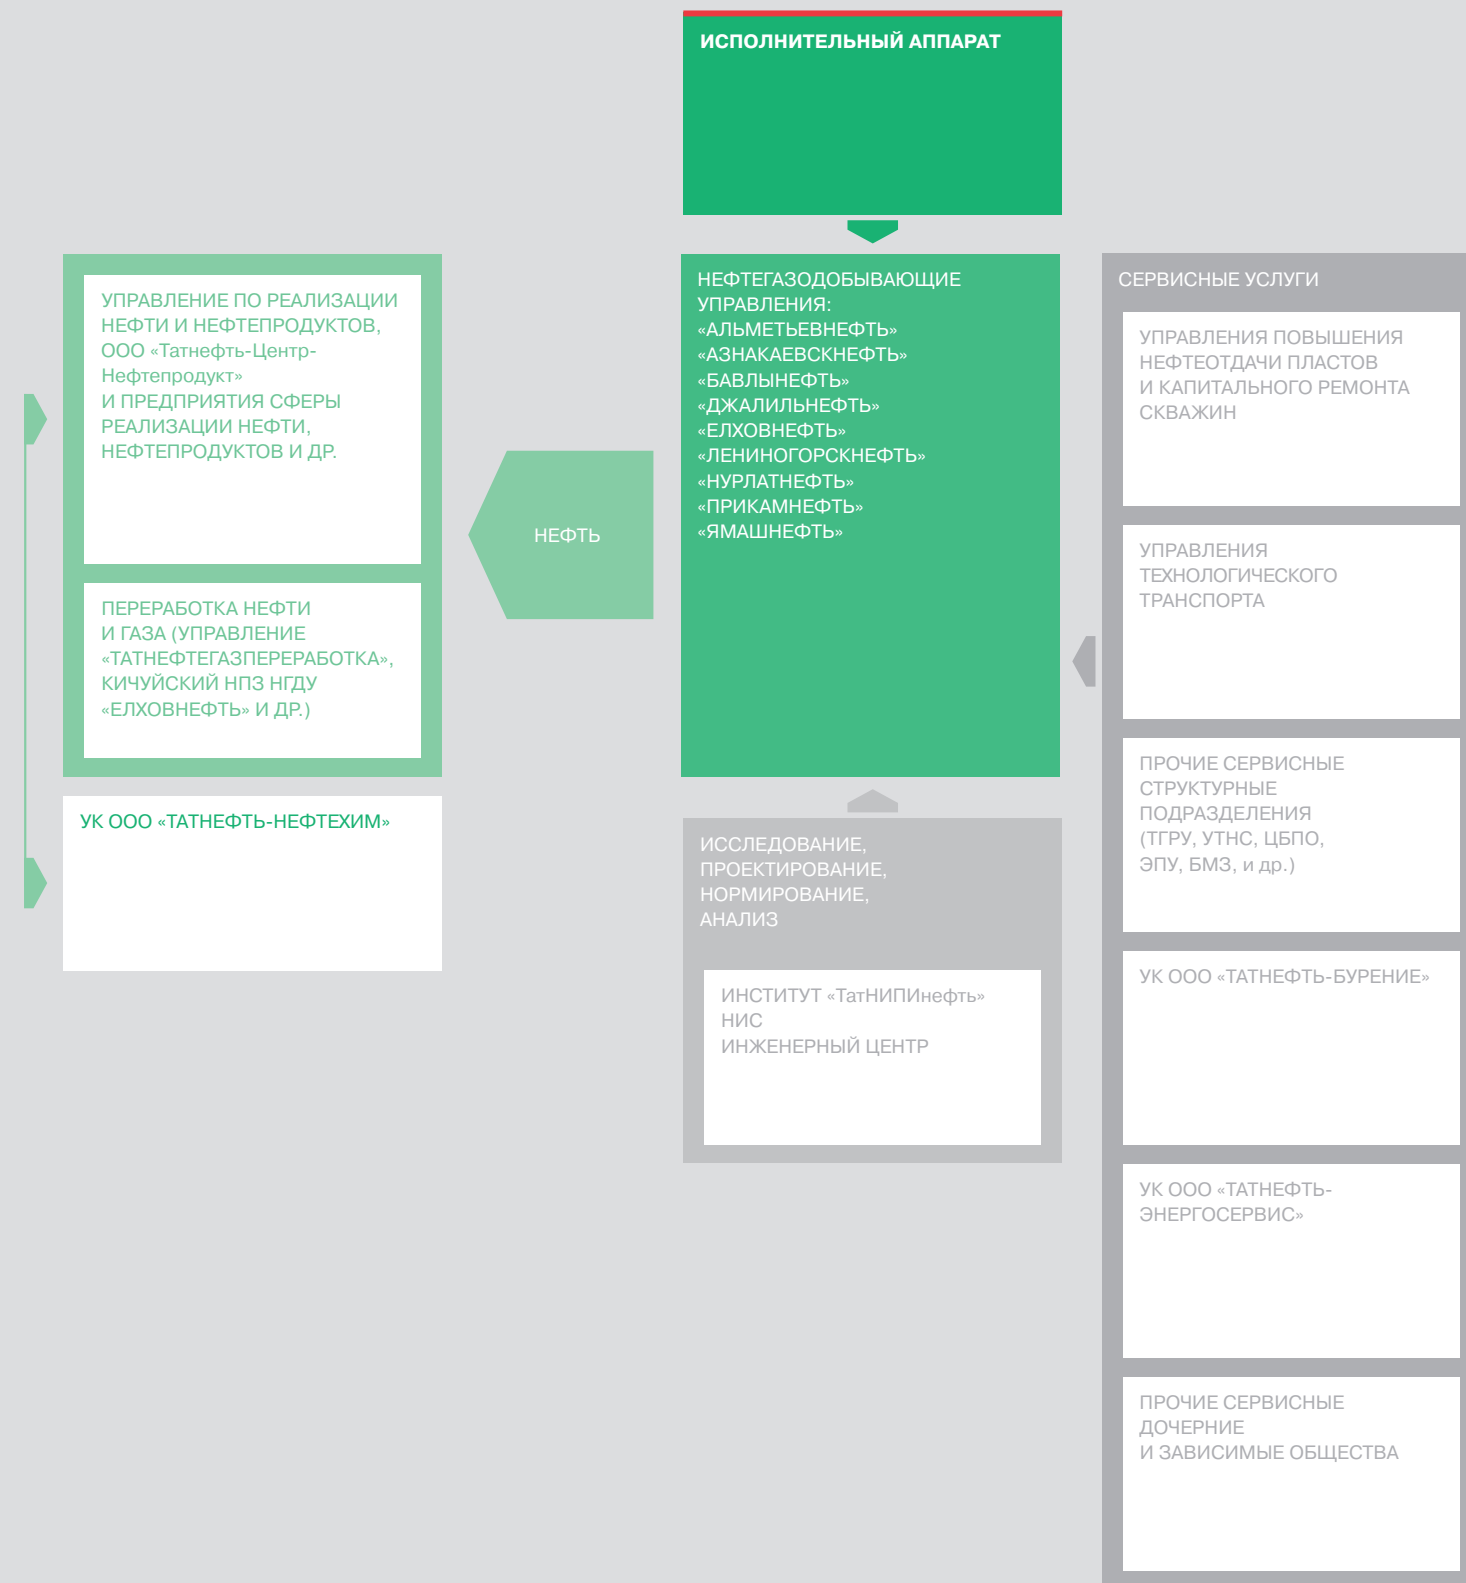 ИСПОЛНИТЕЛЬНЫЙ АППАРАТ
УПРАВЛЕНИЕ ПО РЕАЛИЗАЦИИ
НЕФТИ И НЕФТЕПРОДУКТОВ,
ООО «Татнефть-Центр-
Нефтепродукт»
И ПРЕДПРИЯТИЯ СФЕРЫ
РЕАЛИЗАЦИИ НЕФТИ,
НЕФТЕПРОДУКТОВ И ДР.
ПЕРЕРАБОТКА НЕФТИ
И ГАЗА (УПРАВЛЕНИЕ
«ТАТНЕФТЕГАЗПЕРЕРАБОТКА»,
КИЧУЙСКИЙ НПЗ НГДУ
«ЕЛХОВНЕФТЬ» И ДР.)
УК ООО «ТАТНЕФТЬ-НЕФТЕХИМ»
НЕФТЬ
НЕФТЕГАЗОДОБЫВАЮЩИЕ
УПРАВЛЕНИЯ:
«АЛЬМЕТЬЕВНЕФТЬ»
«АЗНАКАЕВСКНЕФТЬ»
«БАВЛЫНЕФТЬ»
«ДЖАЛИЛЬНЕФТЬ»
«ЕЛХОВНЕФТЬ»
«ЛЕНИНОГОРСКНЕФТЬ»
«НУРЛАТНЕФТЬ»
«ПРИКАМНЕФТЬ»
«ЯМАШНЕФТЬ»
ИССЛЕДОВАНИЕ,
ПРОЕКТИРОВАНИЕ,
НОРМИРОВАНИЕ,
АНАЛИЗ
ИНСТИТУТ «ТатНИПИнефть»
НИС
ИНЖЕНЕРНЫЙ ЦЕНТР
СЕРВИСНЫЕ УСЛУГИ
УПРАВЛЕНИЯ ПОВЫШЕНИЯ
НЕФТЕОТДАЧИ ПЛАСТОВ
И КАПИТАЛЬНОГО РЕМОНТА
СКВАЖИН
УПРАВЛЕНИЯ
ТЕХНОЛОГИЧЕСКОГО
ТРАНСПОРТА
ПРОЧИЕ СЕРВИСНЫЕ
СТРУКТУРНЫЕ
ПОДРАЗДЕЛЕНИЯ
(ТГРУ, УТНС, ЦБПО,
ЭПУ, БМЗ, и др.)
УК ООО «ТАТНЕФТЬ-БУРЕНИЕ»
УК ООО «ТАТНЕФТЬ-
ЭНЕРГОСЕРВИС»
ПРОЧИЕ СЕРВИСНЫЕ
ДОЧЕРНИЕ
И ЗАВИСИМЫЕ ОБЩЕСТВА